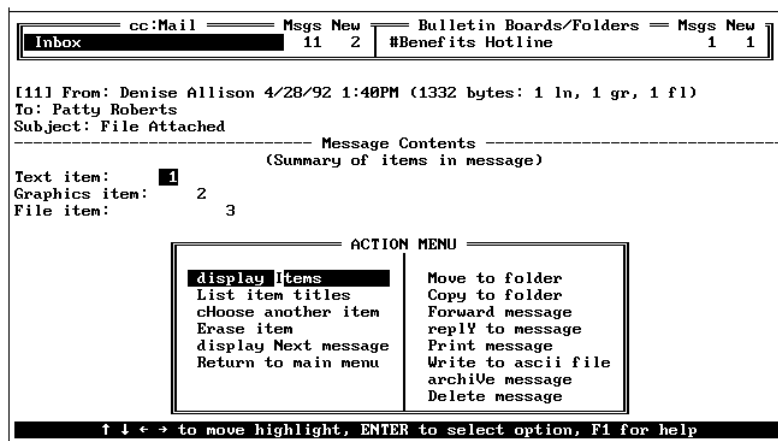 cc:Mail Msgs New Bulletin Boards/Folders Msgs New
Inbox 11 2 #Benefits Hotline 1 1
[11] From: Denise Allison 4/28/92 1:40PM (1332 bytes: 1 ln, 1 gr, 1 fl)
To: Patty Roberts
Subject: File Attached
Message Contents
(Summary of items in message)
Text item: 1
Graphics item: 2
File item: 3
ACTION MENU
display Items
List item titles
cHoose another item
Erase item
display Next message
Return to main menu
Move to folder
Copy to folder
Forward message
replY to message
Print message
Write to ascii file
archiVe message
Delete message
↑ ↓ ← → to move highlight, ENTER to select option, F1 for help